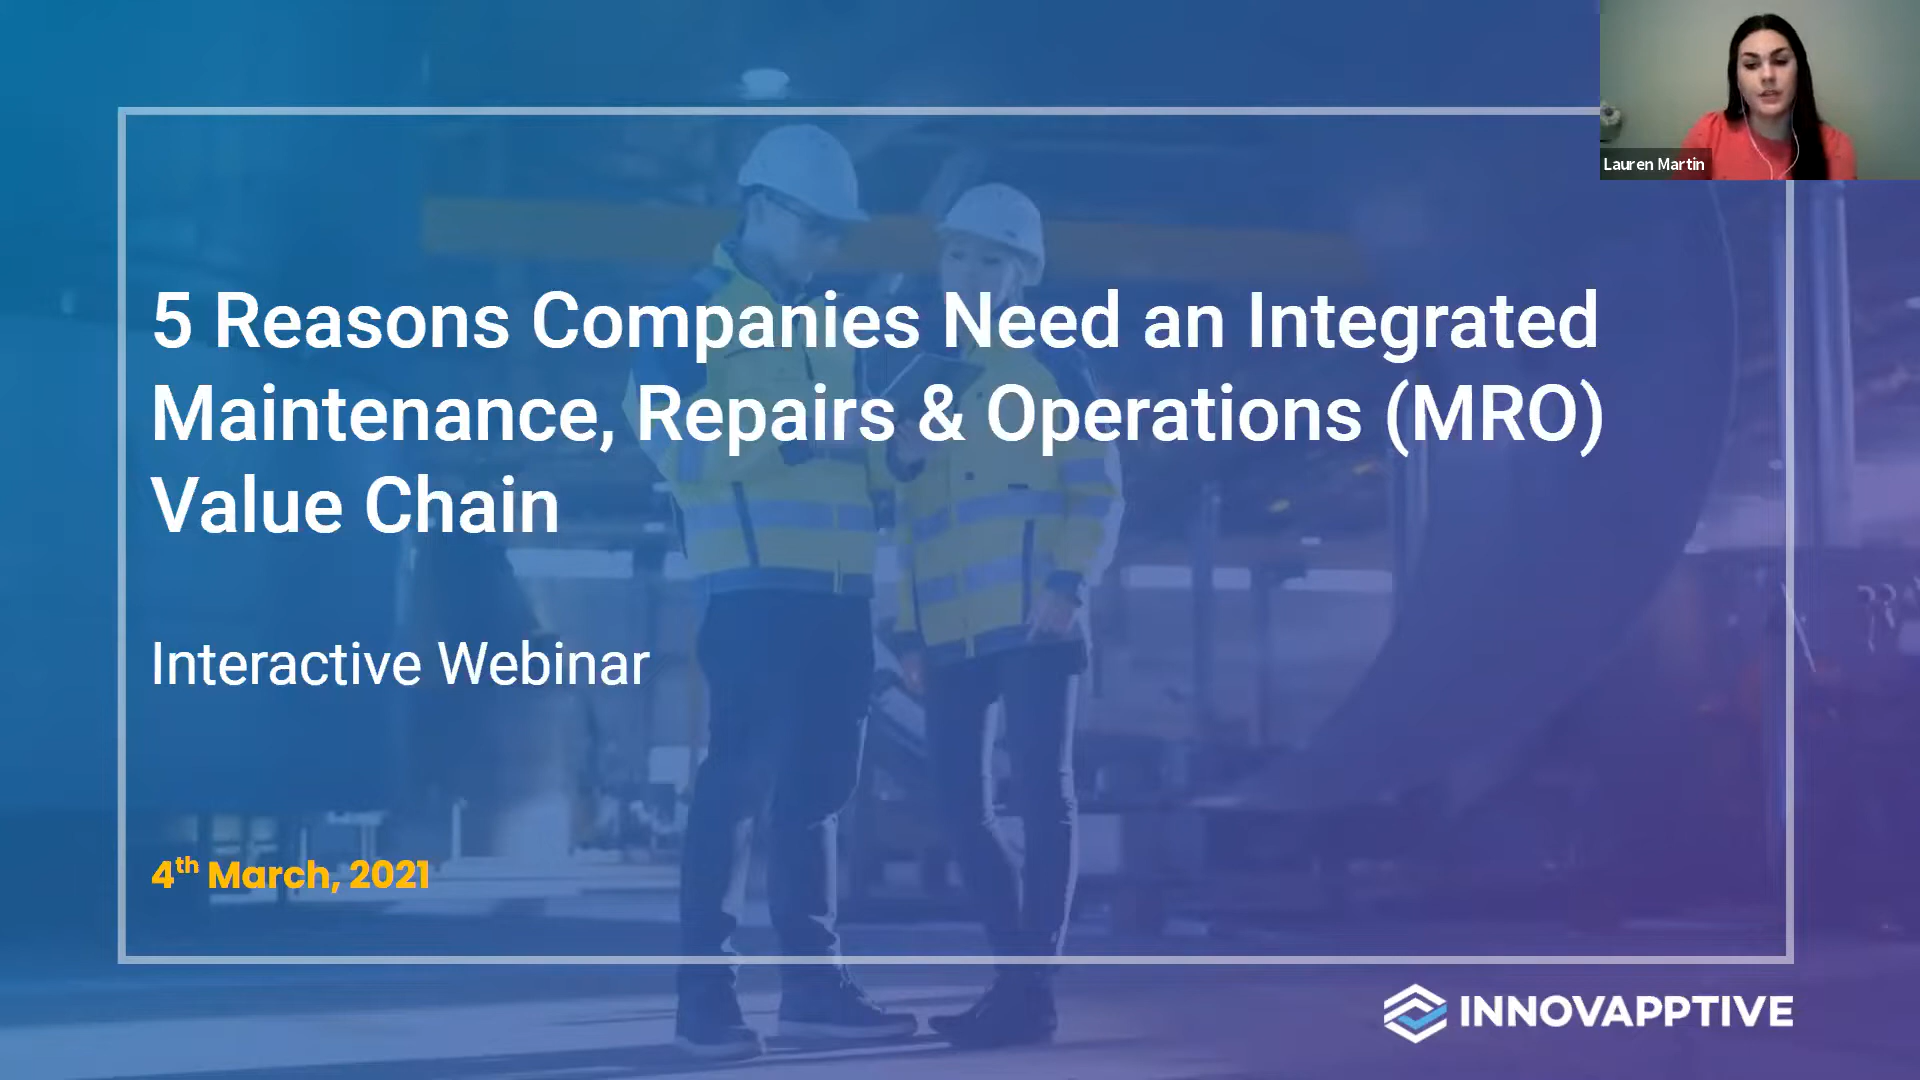 Lauren Martin
5 Reasons Companies Need an Integrated
Maintenance, Repairs & Operations (MRO)
Value Chain
Interactive Webinar
4th March, 2021
INNOVAPPTIVE